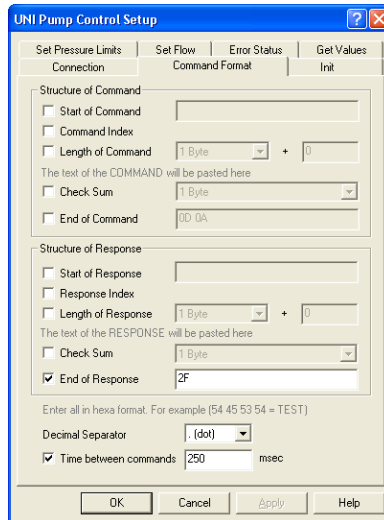 UNI Pump Control Setup
Set Pressure Limits Set Flow Error Status Get Values
Connection Command Format Init
Structure of Command
Start of Command
Command Index
Length of Command 1 Byte + 0
The text of the COMMAND will be pasted here
Check Sum 1 Byte
End of Command 0D 0A
Structure of Response
Start of Response
Response Index
Length of Response 1 Byte + 0
The text of the RESPONSE will be pasted here
Check Sum 1 Byte
End of Response 2F
Enter all in hexa format. For example (54 45 53 54 = TEST)
Decimal Separator . (dot)
Time between commands 250 msec
OK Cancel Apply Help